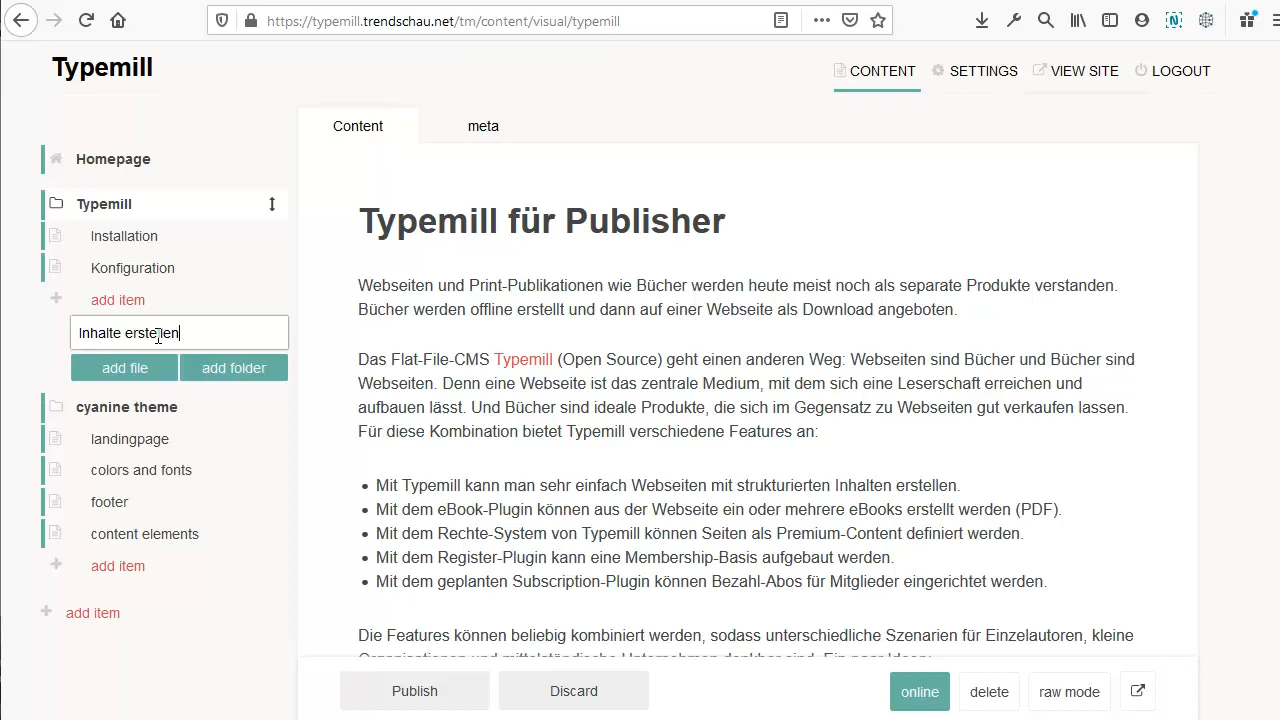 https://typemill.trendschau.net/tm/content/visual/typemill
Typemill
CONTENT
SETTINGS
VIEW SITE
LOGOUT
Content
meta
Homepage
Typemill
Installation
Konfiguration
add item
Inhalte erstellen
add file
add folder
cyanine theme
landingpage
colors and fonts
footer
content elements
add item
add item
Typemill für Publisher
Webseiten und Print-Publikationen wie Bücher werden heute meist noch als separate Produkte verstanden.
Bücher werden offline erstellt und dann auf einer Webseite als Download angeboten.
Das Flat-File-CMS Typemill (Open Source) geht einen anderen Weg: Webseiten sind Bücher und Bücher sind
Webseiten. Denn eine Webseite ist das zentrale Medium, mit dem sich eine Leserschaft erreichen und
aufbauen lässt. Und Bücher sind ideale Produkte, die sich im Gegensatz zu Webseiten gut verkaufen lassen.
Für diese Kombination bietet Typemill verschiedene Features an:
• Mit Typemill kann man sehr einfach Webseiten mit strukturierten Inhalten erstellen.
• Mit dem eBook-Plugin können aus der Webseite ein oder mehrere eBooks erstellt werden (PDF).
• Mit dem Rechte-System von Typemill können Seiten als Premium-Content definiert werden.
• Mit dem Register-Plugin kann eine Membership-Basis aufgebaut werden.
• Mit dem geplanten Subscription-Plugin können Bezahl-Abos für Mitglieder eingerichtet werden.
Die Features können beliebig kombiniert werden, sodass unterschiedliche Szenarien für Einzelautoren, kleine
Publish
Discard
online
delete
raw mode